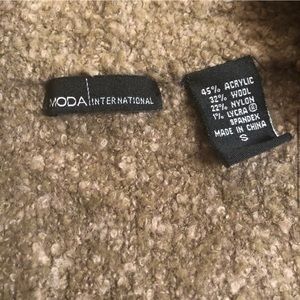 MODA INTERNATIONAL
45% ACRYLIC
32% WOOL
22% NYLON
1% LYCRA ®
SPANDEX
MADE IN CHINA
S